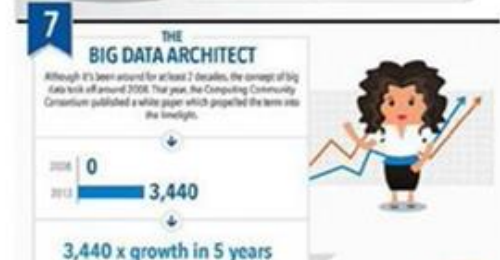 7
THE
BIG DATA ARCHITECT
Although it's been around for at least 2 decades, the concept of big
data took off around 2008. That year, the Computing Community
Consortium published a white paper which propelled the term into
the limelight.
2008 0
2013 3,440
3,440 x growth in 5 years